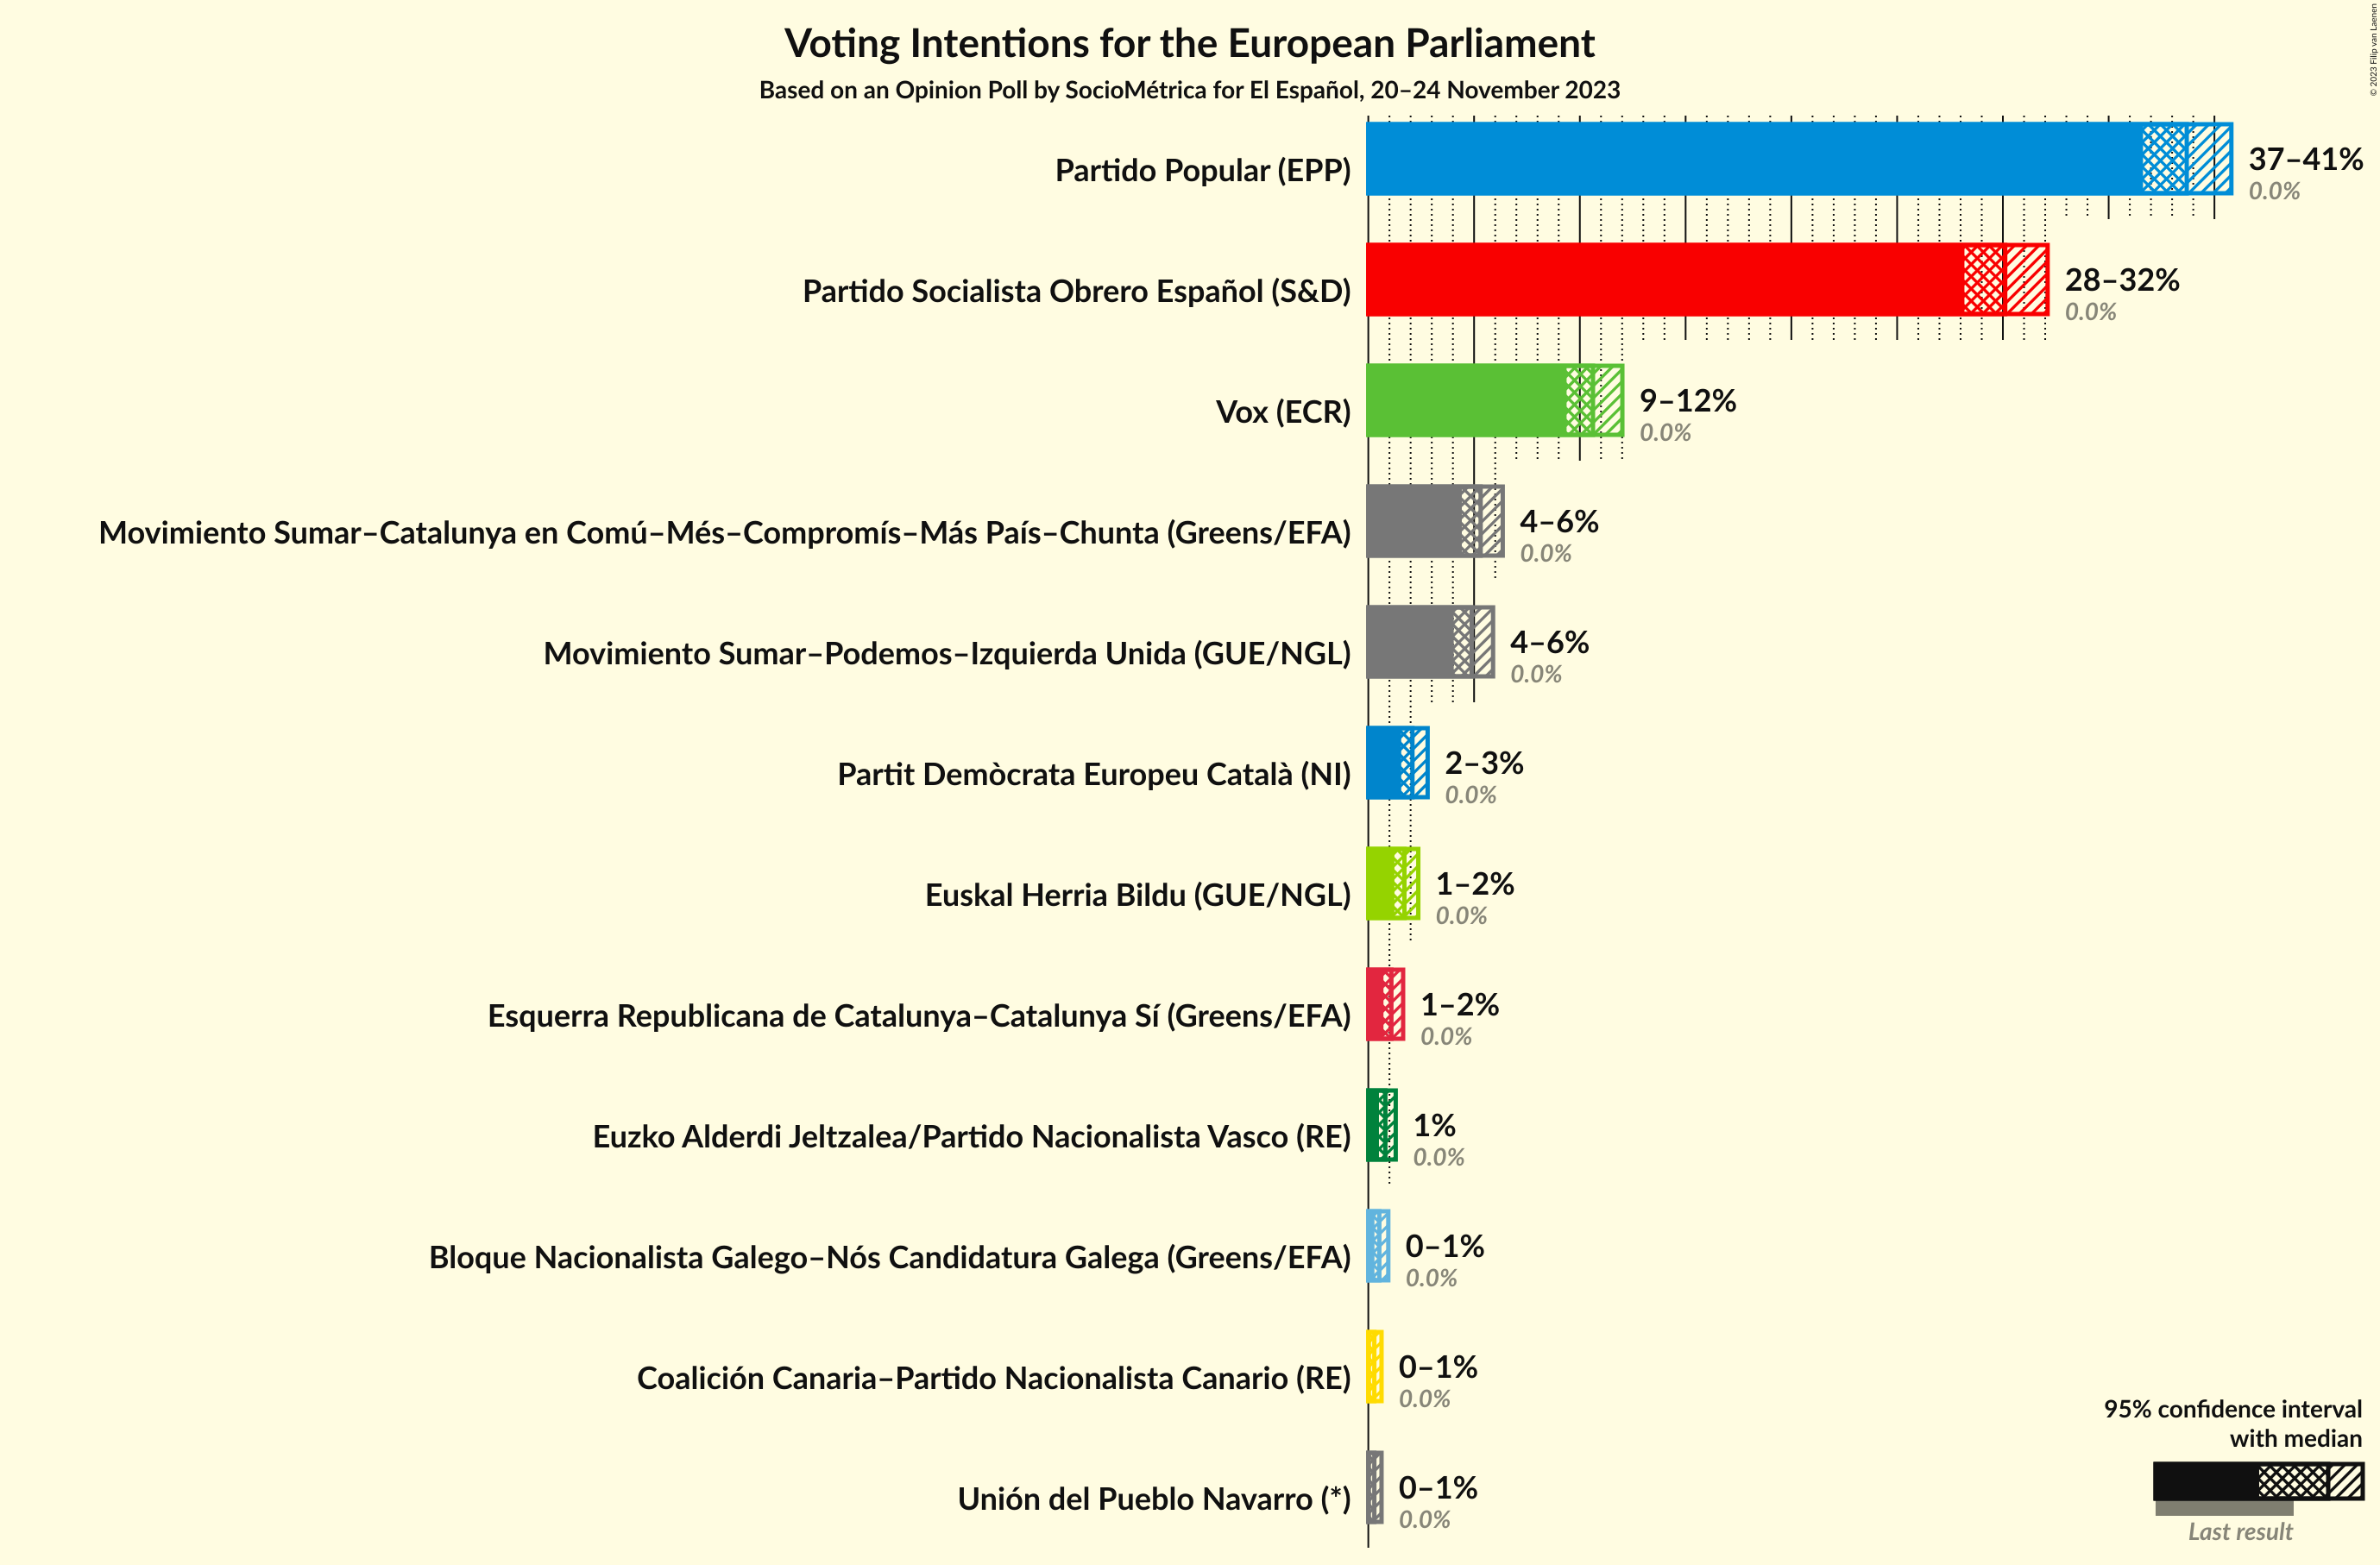 Voting Intentions for the European Parliament
Based on an Opinion Poll by SocioMétrica for El Español, 20–24 November 2023
© 2023 Filip van Laenen
Partido Popular (EPP)
37–41%
0.0%
Partido Socialista Obrero Español (S&D)
28–32%
0.0%
Vox (ECR)
9–12%
0.0%
Movimiento Sumar–Catalunya en Comú–Més–Compromís–Más País–Chunta (Greens/EFA)
4–6%
0.0%
Movimiento Sumar–Podemos–Izquierda Unida (GUE/NGL)
4–6%
0.0%
Partit Demòcrata Europeu Català (NI)
2–3%
0.0%
Euskal Herria Bildu (GUE/NGL)
1–2%
0.0%
Esquerra Republicana de Catalunya–Catalunya Sí (Greens/EFA)
1–2%
0.0%
Euzko Alderdi Jeltzalea/Partido Nacionalista Vasco (RE)
1%
0.0%
Bloque Nacionalista Galego–Nós Candidatura Galega (Greens/EFA)
0–1%
0.0%
Coalición Canaria–Partido Nacionalista Canario (RE)
0–1%
0.0%
Unión del Pueblo Navarro (*)
0–1%
0.0%
95% confidence interval
with median
Last result